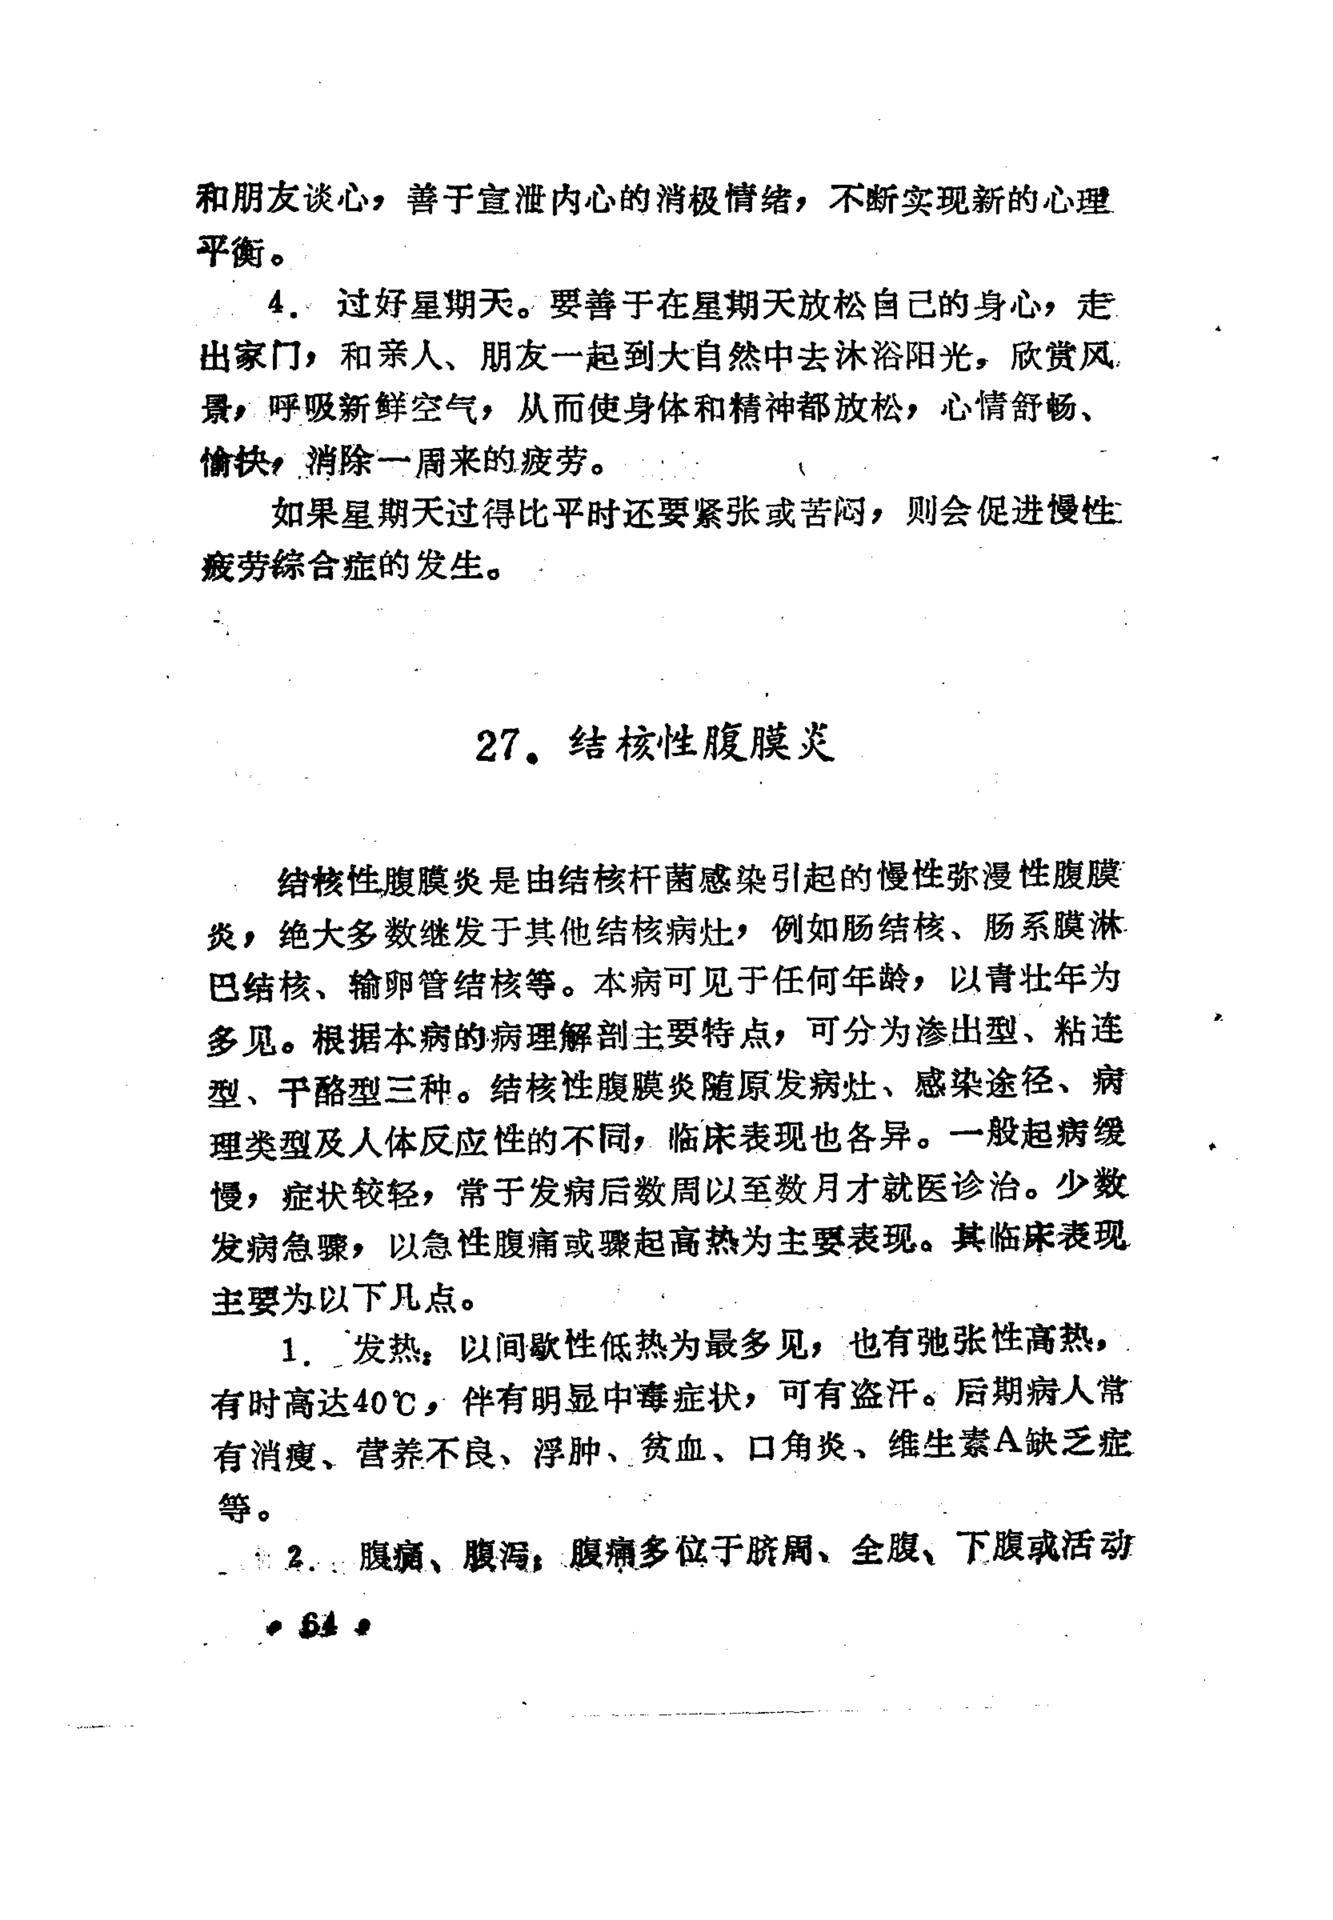 和朋友谈心，善于宣泄内心的消极情绪，不断实现新的心理
平衡。
4．过好星期天。要善于在星期天放松自己的身心，走
出家门，和亲人、朋友一起到大自然中去沐浴阳光，欣赏风
景，呼吸新鲜空气，从而使身体和精神都放松，心情舒畅、
愉快，消除一周来的疲劳。
如果星期天过得比平时还要紧张或苦闷，则会促进慢性
疲劳综合症的发生。
27．结核性腹膜炎
结核性腹膜炎是由结核杆菌感染引起的慢性弥漫性腹膜
炎，绝大多数继发于其他结核病灶，例如肠结核、肠系膜淋
巴结核、输卵管结核等。本病可见于任何年龄，以青壮年为
多见。根据本病的病理解剖主要特点，可分为渗出型、粘连
型、干酪型三种。结核性腹膜炎随原发病灶、感染途径、病
理类型及人体反应性的不同，临床表现也各异。一般起病缓
慢，症状较轻，常于发病后数周以至数月才就医诊治。少数
发病急骤，以急性腹痛或骤起高热为主要表现。其临床表现
主要为以下几点。
1．发热：以间歇性低热为最多见，也有弛张性高热，
有时高达40℃，伴有明显中毒症状，可有盗汗。后期病人常
有消瘦、营养不良、浮肿、贫血、口角炎、维生素A缺乏症
等。
2．腹痛、腹泻：腹痛多位于脐周、全腹、下腹或活动
• 64 •